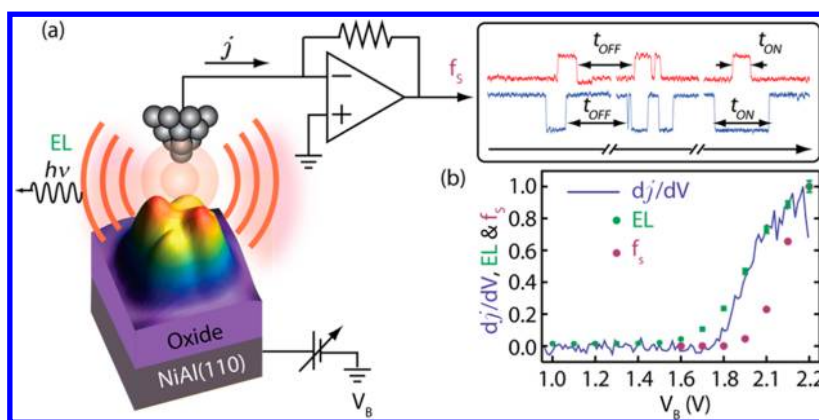 (a)
j
−
+
f_s
t_OFF
t_ON
t_OFF
t_ON
EL
hν
Oxide
NiAl(110)
V_B
(b)
dj/dV, EL & f_s
1.0
0.8
0.6
0.4
0.2
0.0
dj/dV
EL
f_s
1.0 1.2 1.4 1.6 1.8 2.1 2.2
V_B (V)